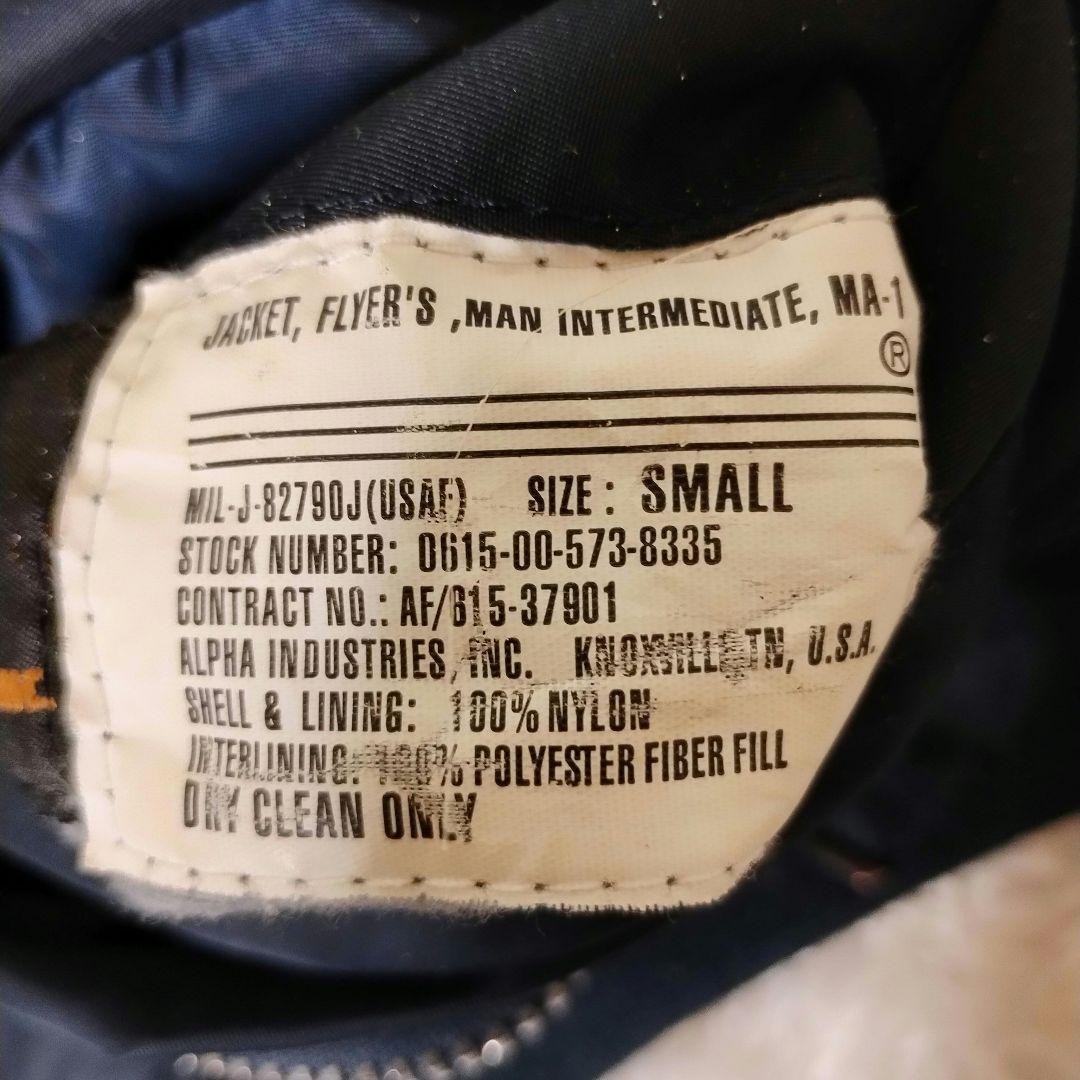 JACKET, FLYER'S ,MAN INTERMEDIATE, MA-1
®
MIL-J-82790J(USAF) SIZE: SMALL
STOCK NUMBER: 0615-00-573-8335
CONTRACT NO.: AF/615-37901
ALPHA INDUSTRIES, INC. KNOXVILLE TN, U.S.A.
SHELL & LINING: 100% NYLON
INTERLINING: 100% POLYESTER FIBER FILL
DRY CLEAN ONLY